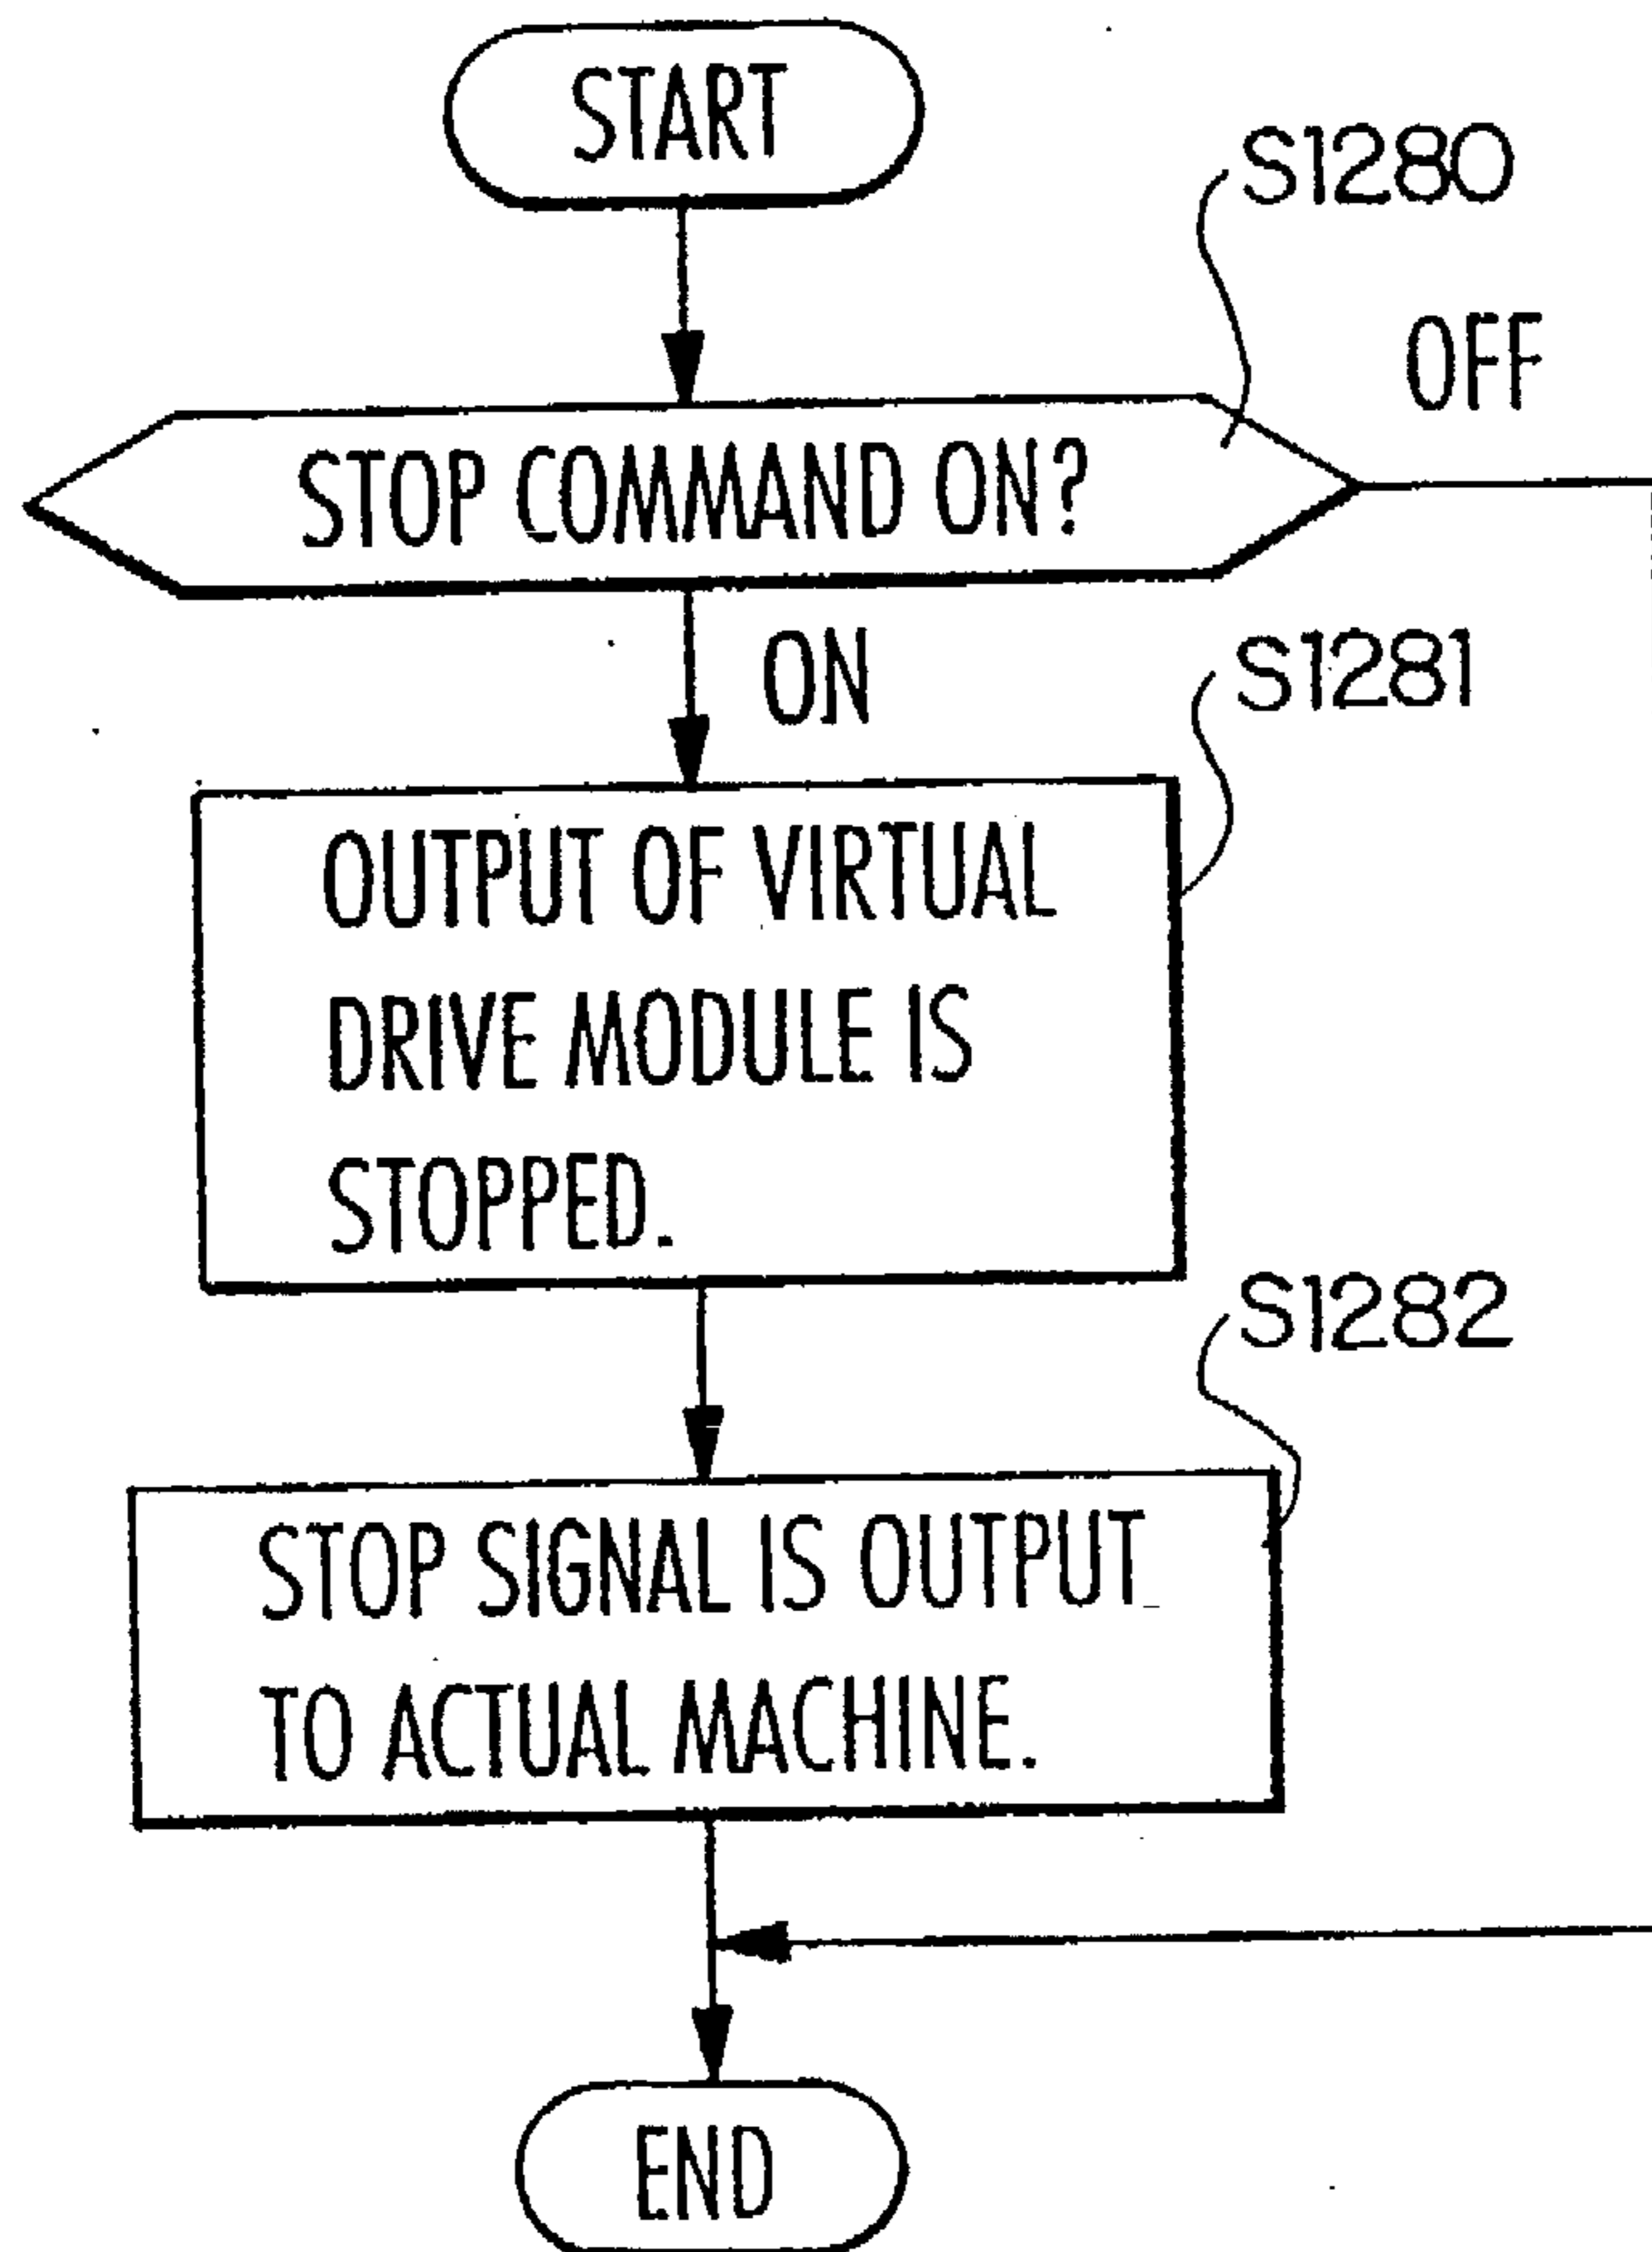 START
S1280
OFF
STOP COMMAND ON?
ON
S1281
OUTPUT OF VIRTUAL
DRIVE MODULE IS
STOPPED.
S1282
STOP SIGNAL IS OUTPUT
TO ACTUAL MACHINE.
END